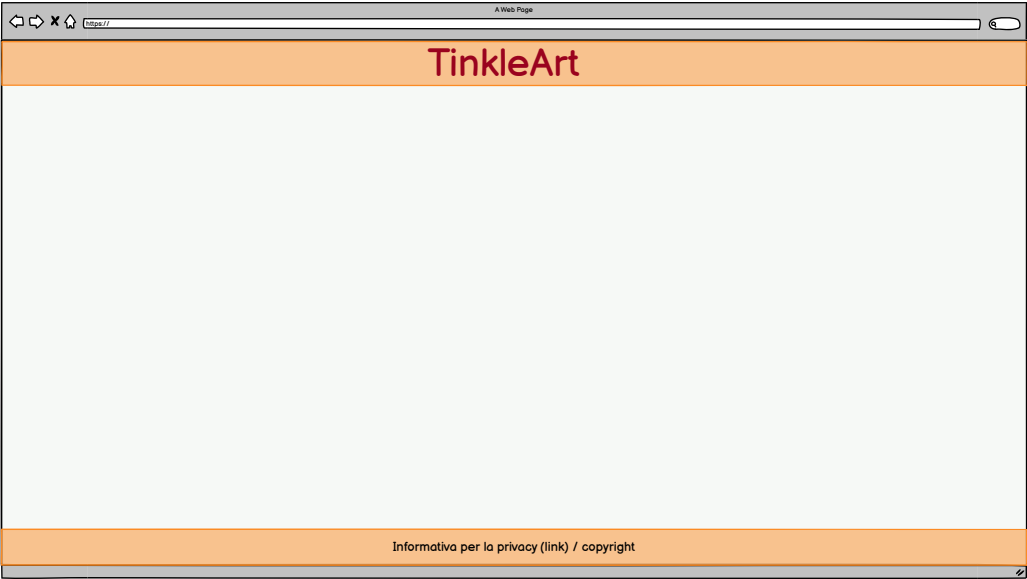 A Web Page
https://
TinkleArt
Informativa per la privacy (link) / copyright